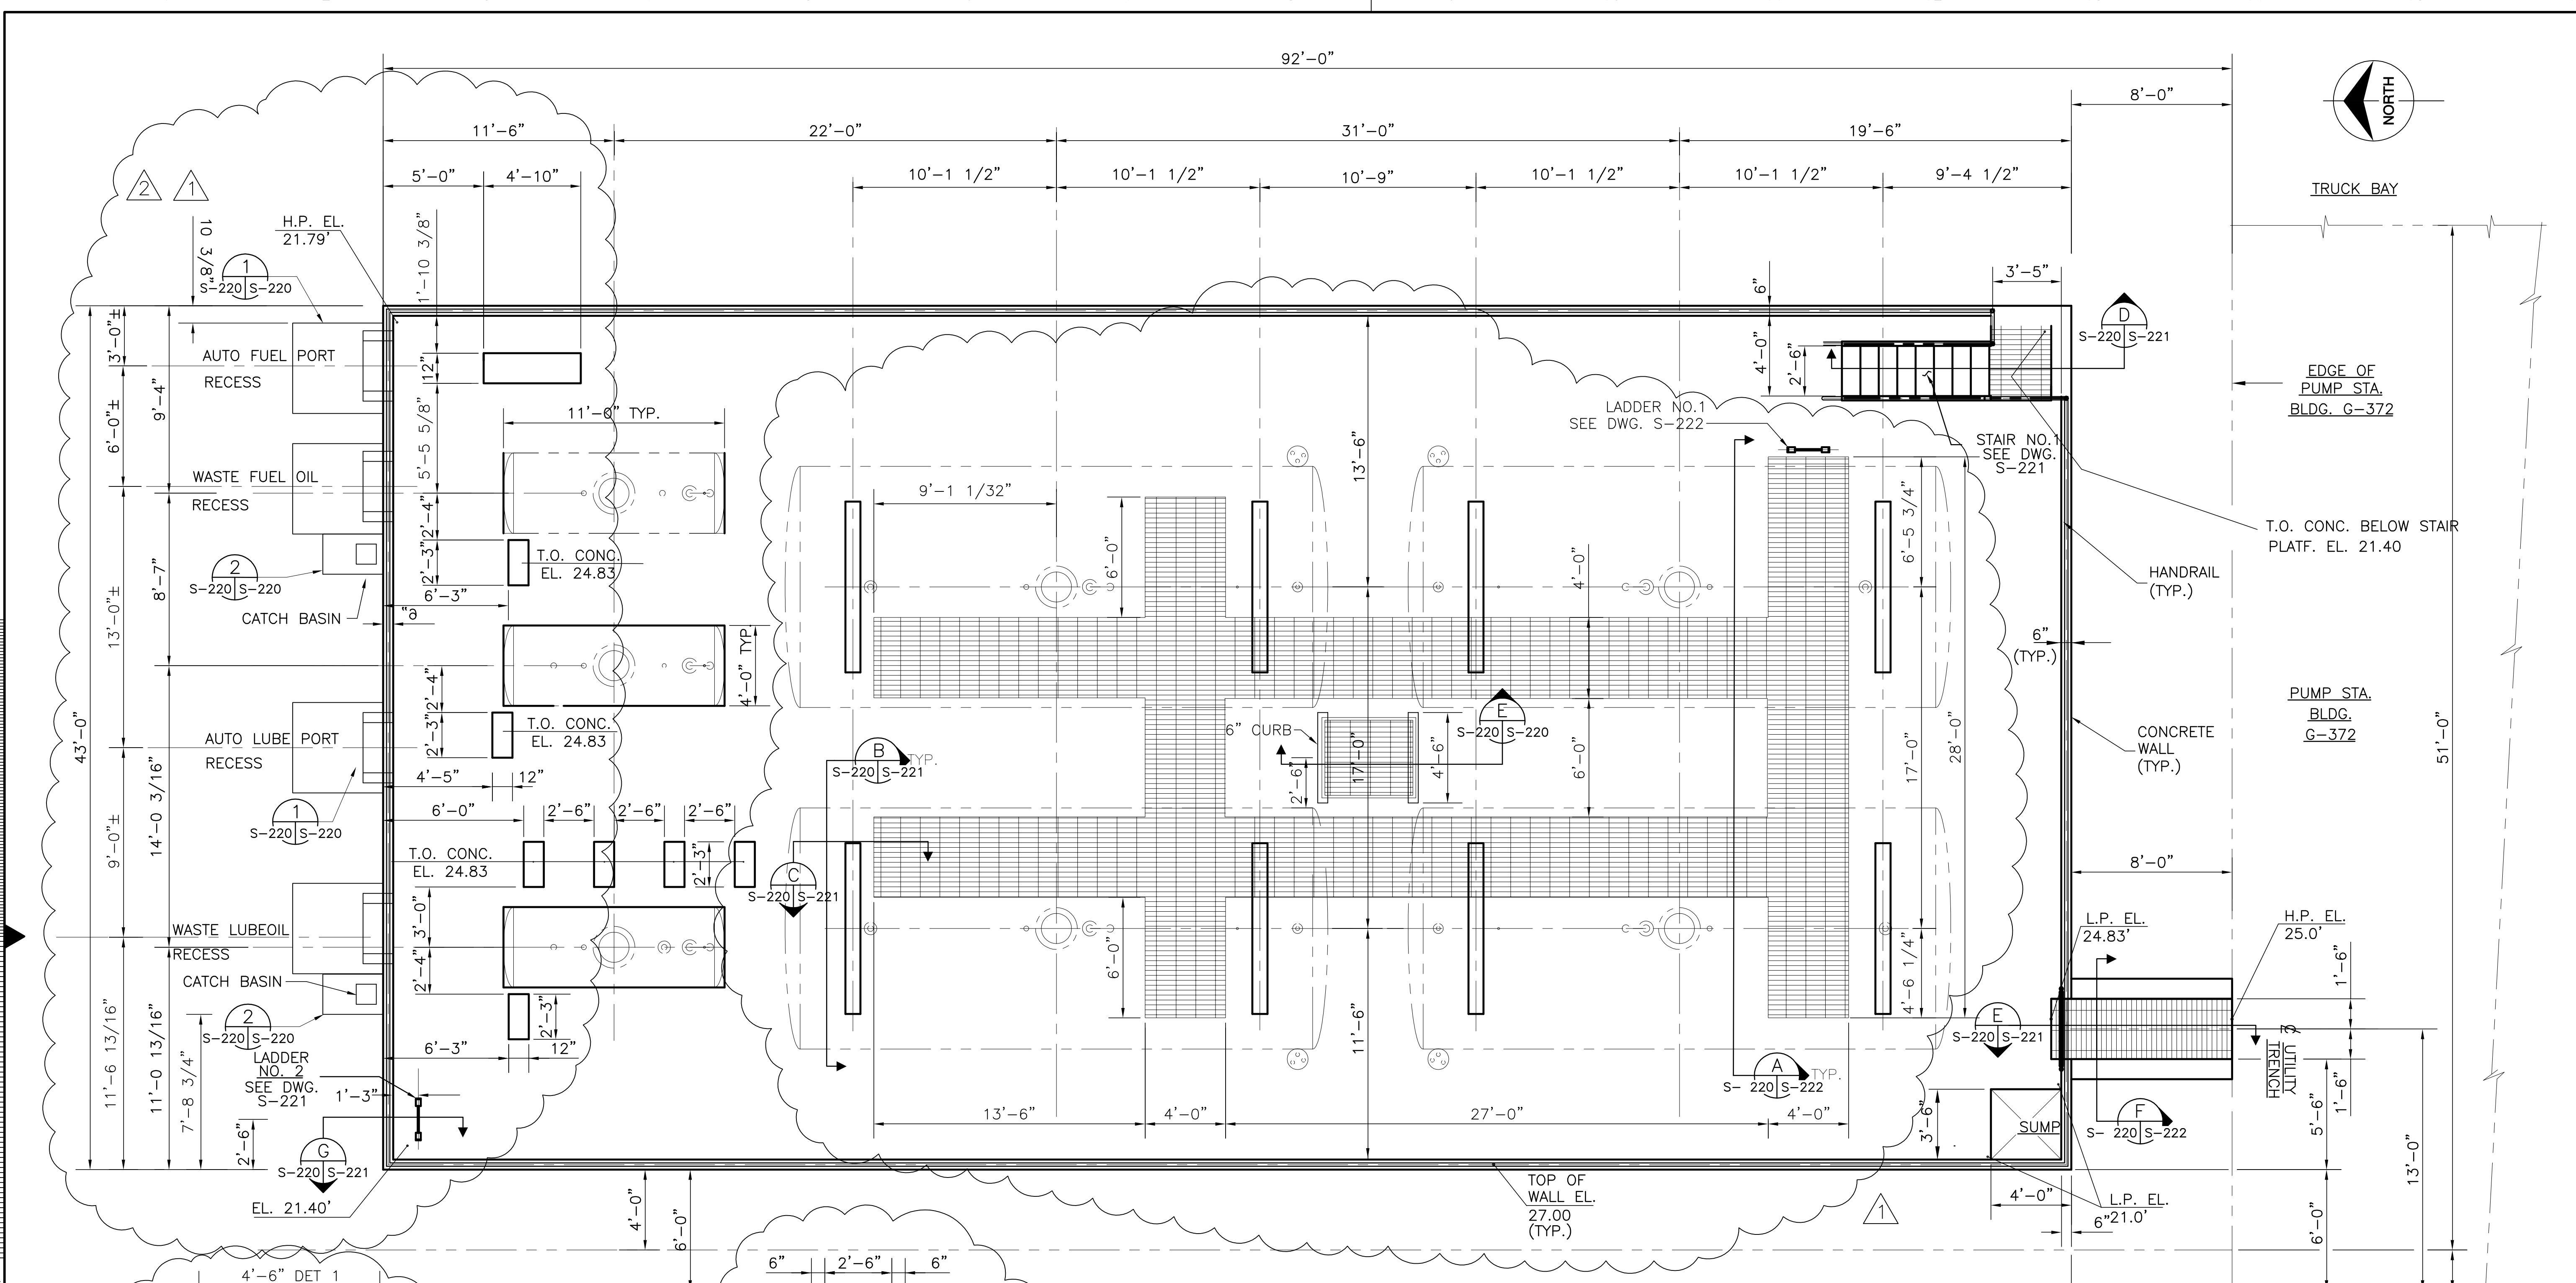 92'-0"
8'-0"
NORTH
11'-6"
22'-0"
31'-0"
19'-6"
5'-0"
4'-10"
10'-1 1/2"
10'-1 1/2"
10'-9"
10'-1 1/2"
10'-1 1/2"
9'-4 1/2"
TRUCK BAY
2
1
10 3/8"
H.P. EL.
21.79'
1'-10 3/8"
1
S-220 S-220
6"
3'-5"
D
S-220 S-221
3'-0"±
AUTO FUEL PORT
RECESS
12"
4'-0"
2'-6"
EDGE OF
PUMP STA.
BLDG. G-372
9'-4"
6'-0"±
11'-0" TYP.
5'-5 5/8"
13'-6"
LADDER NO.1
SEE DWG. S-222
STAIR NO.1
SEE DWG.
S-221
WASTE FUEL OIL
RECESS
2'-4"
9'-1 1/32"
6'-0"
4'-0"
6'-5 3/4"
T.O. CONC. BELOW STAIR
PLATF. EL. 21.40
2'-3"
T.O. CONC.
EL. 24.83
2
S-220 S-220
8'-7"
6'-3"
CATCH BASIN
6"
HANDRAIL
(TYP.)
13'-0"±
4'-0" TYP.
6"
(TYP.)
43'-0"
2'-4"
AUTO LUBE PORT
RECESS
2'-3"
T.O. CONC.
EL. 24.83
4'-5"
12"
B
S-220 S-221
TYP.
6" CURB
2'-6"
17'-0"
4'-6"
E
S-220 S-220
6'-0"
17'-0"
28'-0"
CONCRETE
WALL
(TYP.)
PUMP STA.
BLDG.
G-372
51'-0"
1
S-220 S-220
6'-0"
2'-6"
2'-6"
2'-6"
9'-0"±
14'-0 3/16"
T.O. CONC.
EL. 24.83
2'-3"
C
S-220 S-221
8'-0"
3'-0"
WASTE LUBEOIL
RECESS
2'-4"
6'-0"
11'-6"
4'-6 1/4"
L.P. EL.
24.83'
H.P. EL.
25.0'
1'-6"
CATCH BASIN
2
S-220 S-220
2'-3"
6'-3"
12"
E
S-220 S-221
UTILITY
TRENCH
1'-6"
11'-6 13/16"
11'-0 13/16"
7'-8 3/4"
LADDER
NO. 2
SEE DWG.
S-221
1'-3"
A
S- 220 S-222
TYP.
13'-6"
4'-0"
27'-0"
4'-0"
3'-6"
SUMP
F
S- 220 S-222
5'-6"
13'-0"
2'-6"
G
S-220 S-221
EL. 21.40'
4'-0"
6'-0"
TOP OF
WALL EL.
27.00
(TYP.)
1
4'-0"
6"
L.P. EL.
21.0'
6'-0"
4'-6" DET 1
6"
2'-6"
6"